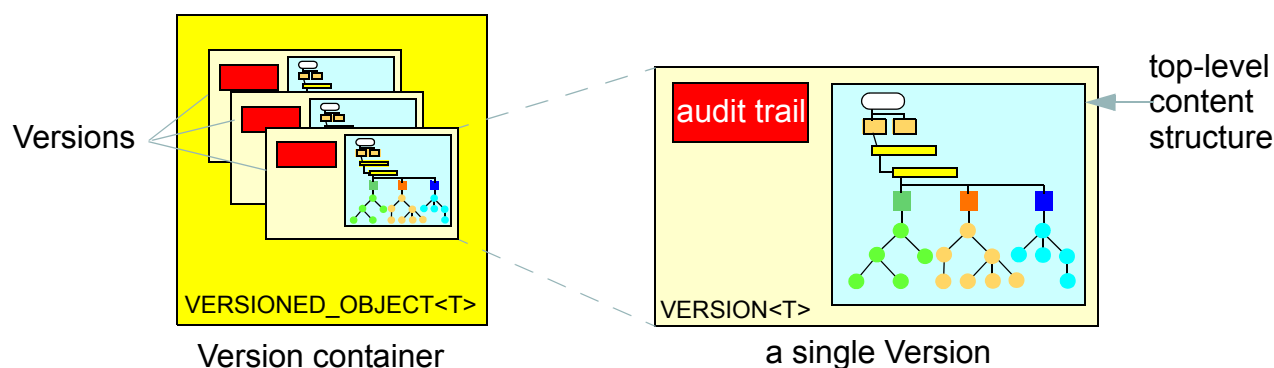 Versions
VERSIONED_OBJECT<T>
Version container
audit trail
VERSION<T>
a single Version
top-level
content
structure